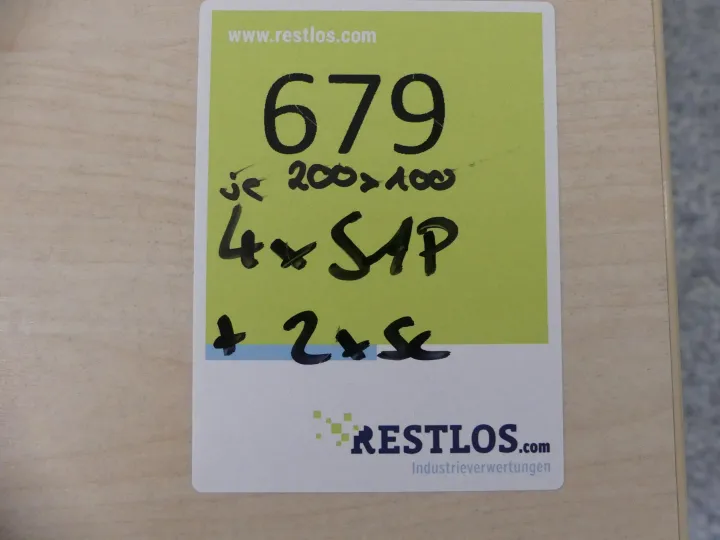 www.restlos.com
679
je 200x100
4x S1P
+ 2x Sc
RESTLOS.com
Industrieverwertungen